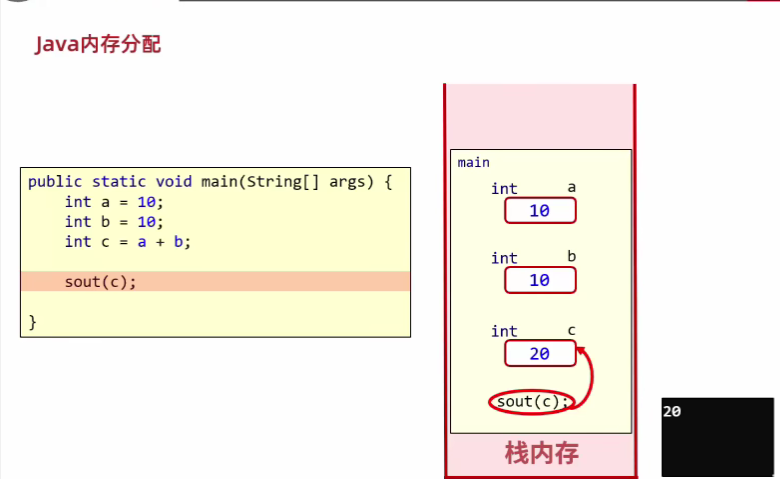 Java内存分配
public static void main(String[] args) {
int a = 10;
int b = 10;
int c = a + b;
sout(c);
}
main
int a
10
int b
10
int c
20
sout(c);
栈内存
20